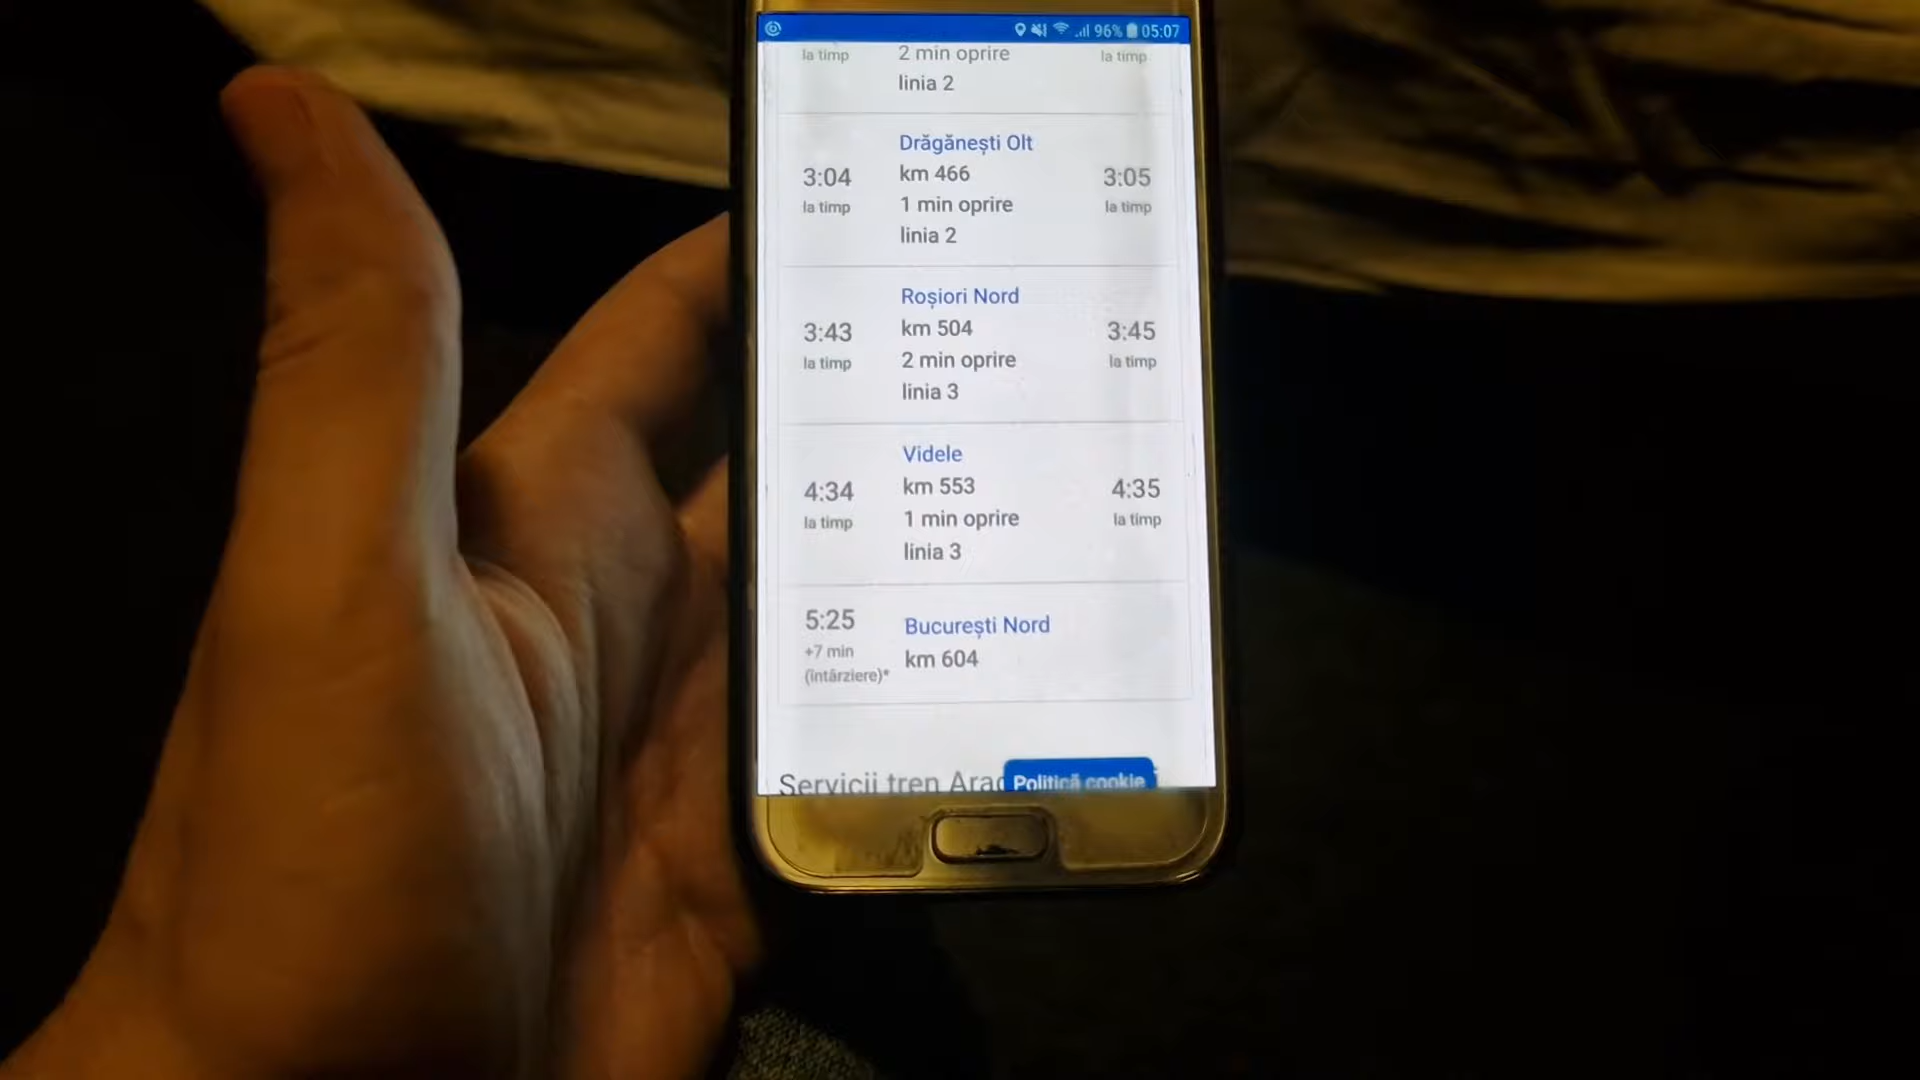 96% 05:07
la timp 2 min oprire la timp
linia 2
Drăgănești Olt
3:04 km 466 3:05
la timp 1 min oprire la timp
linia 2
Roșiori Nord
3:43 km 504 3:45
la timp 2 min oprire la timp
linia 3
Videle
4:34 km 553 4:35
la timp 1 min oprire la timp
linia 3
5:25 București Nord
+7 min km 604
(întârziere)*
Servicii tren Arad Politică cookie